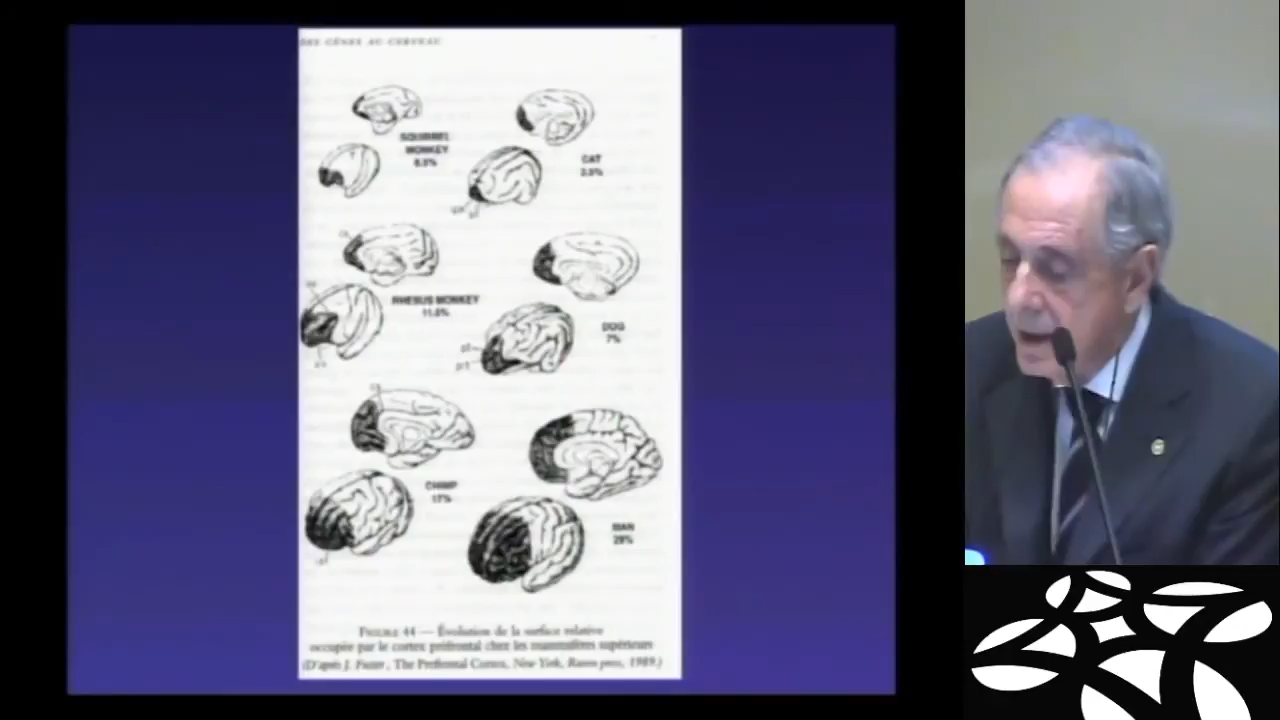 DES GÈNES AU CERVEAU
SQUIRREL
MONKEY
8.5%
CAT
3.5%
RHESUS MONKEY
11.5%
DOG
7%
CHIMP
17%
MAN
29%
FIGURE 44 — Évolution de la surface relative
occupée par le cortex préfrontal chez les mammifères supérieurs
(D'après J. Fuster, The Prefrontal Cortex, New York, Raven press, 1989.)